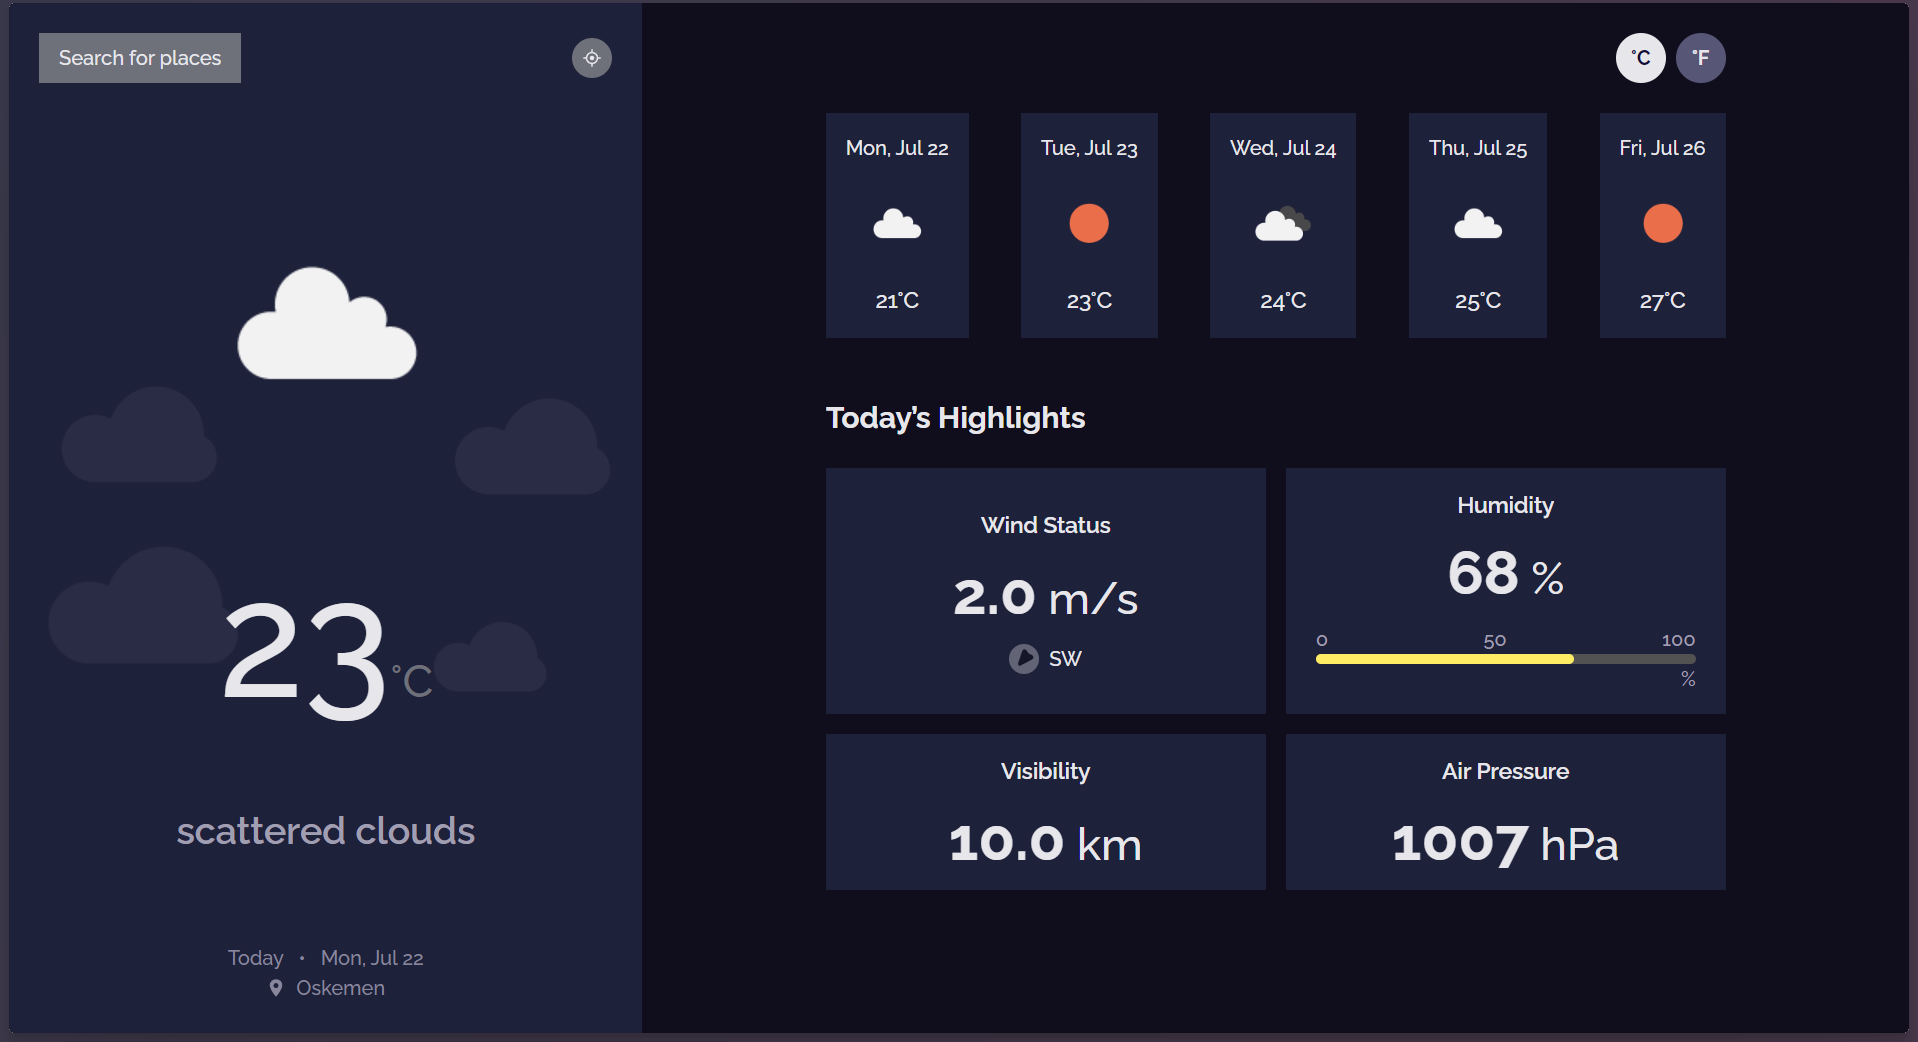 Search for places
23°C
scattered clouds
Today • Mon, Jul 22
Oskemen
°C °F
Mon, Jul 22
21°C
Tue, Jul 23
23°C
Wed, Jul 24
24°C
Thu, Jul 25
25°C
Fri, Jul 26
27°C
Today’s Highlights
Wind Status
2.0 m/s
SW
Humidity
68 %
0 50 100
%
Visibility
10.0 km
Air Pressure
1007 hPa